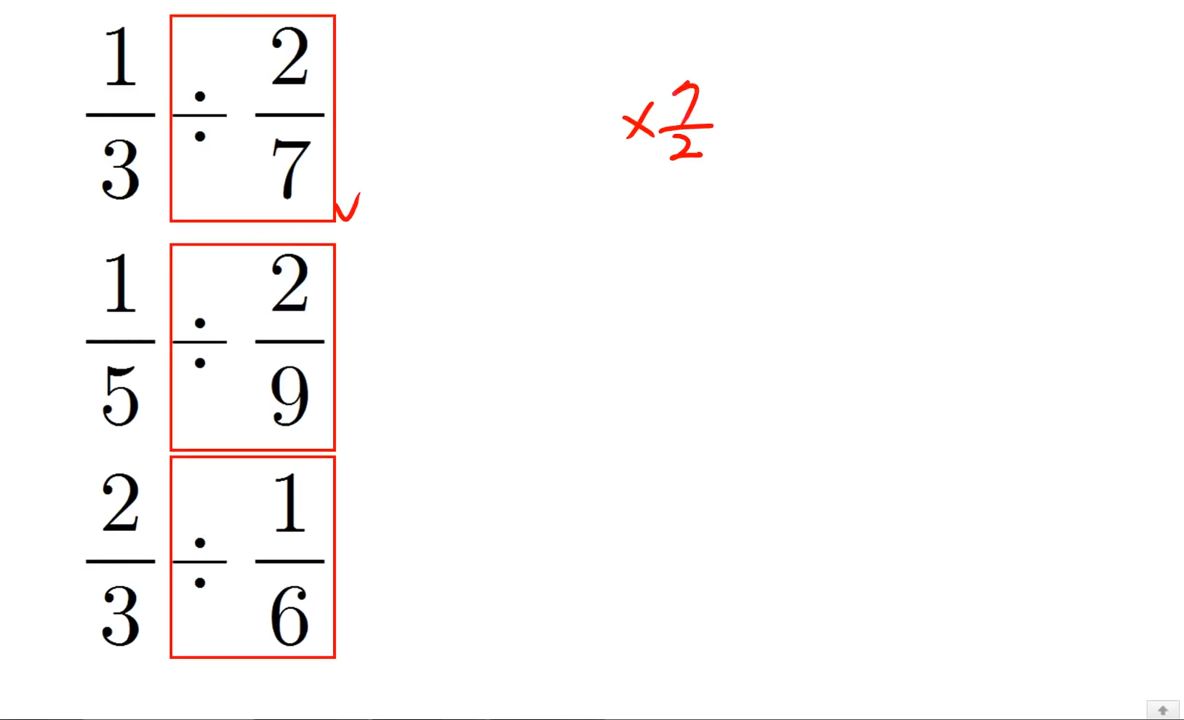 1/3 ÷ 2/7
× 7/2
1/5 ÷ 2/9
2/3 ÷ 1/6